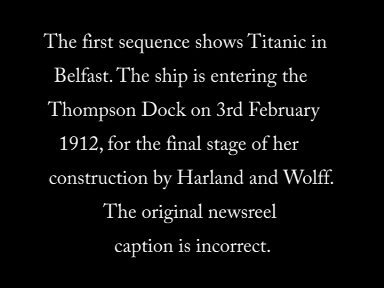 The first sequence shows Titanic in
Belfast. The ship is entering the
Thompson Dock on 3rd February
1912, for the final stage of her
construction by Harland and Wolff.
The original newsreel
caption is incorrect.